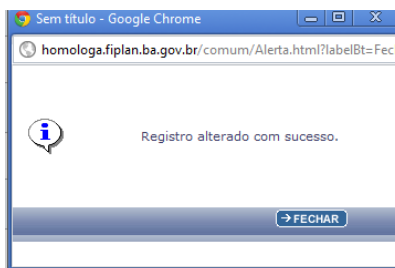 Sem título - Google Chrome
homologa.fiplan.ba.gov.br/comum/Alerta.html?labelBt=Fec
Registro alterado com sucesso.
FECHAR